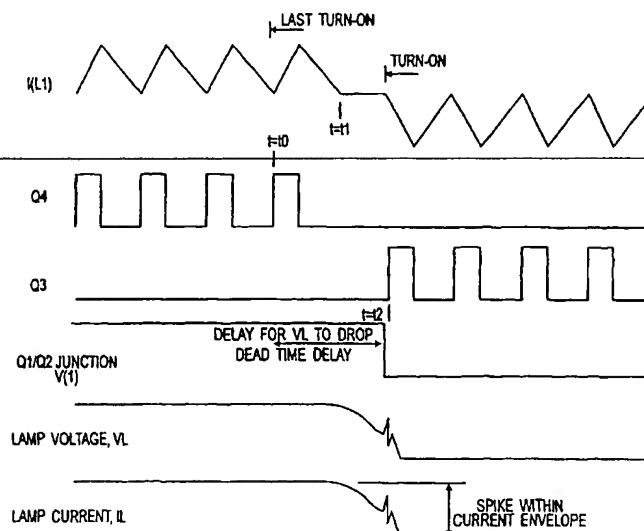 LAST TURN-ON
TURN-ON
I(L1)
t=t1
t=t0
Q4
Q3
t=t2
DELAY FOR VL TO DROP
DEAD TIME DELAY
Q1/Q2 JUNCTION
V(1)
LAMP VOLTAGE, VL
LAMP CURRENT, IL
SPIKE WITHIN
CURRENT ENVELOPE